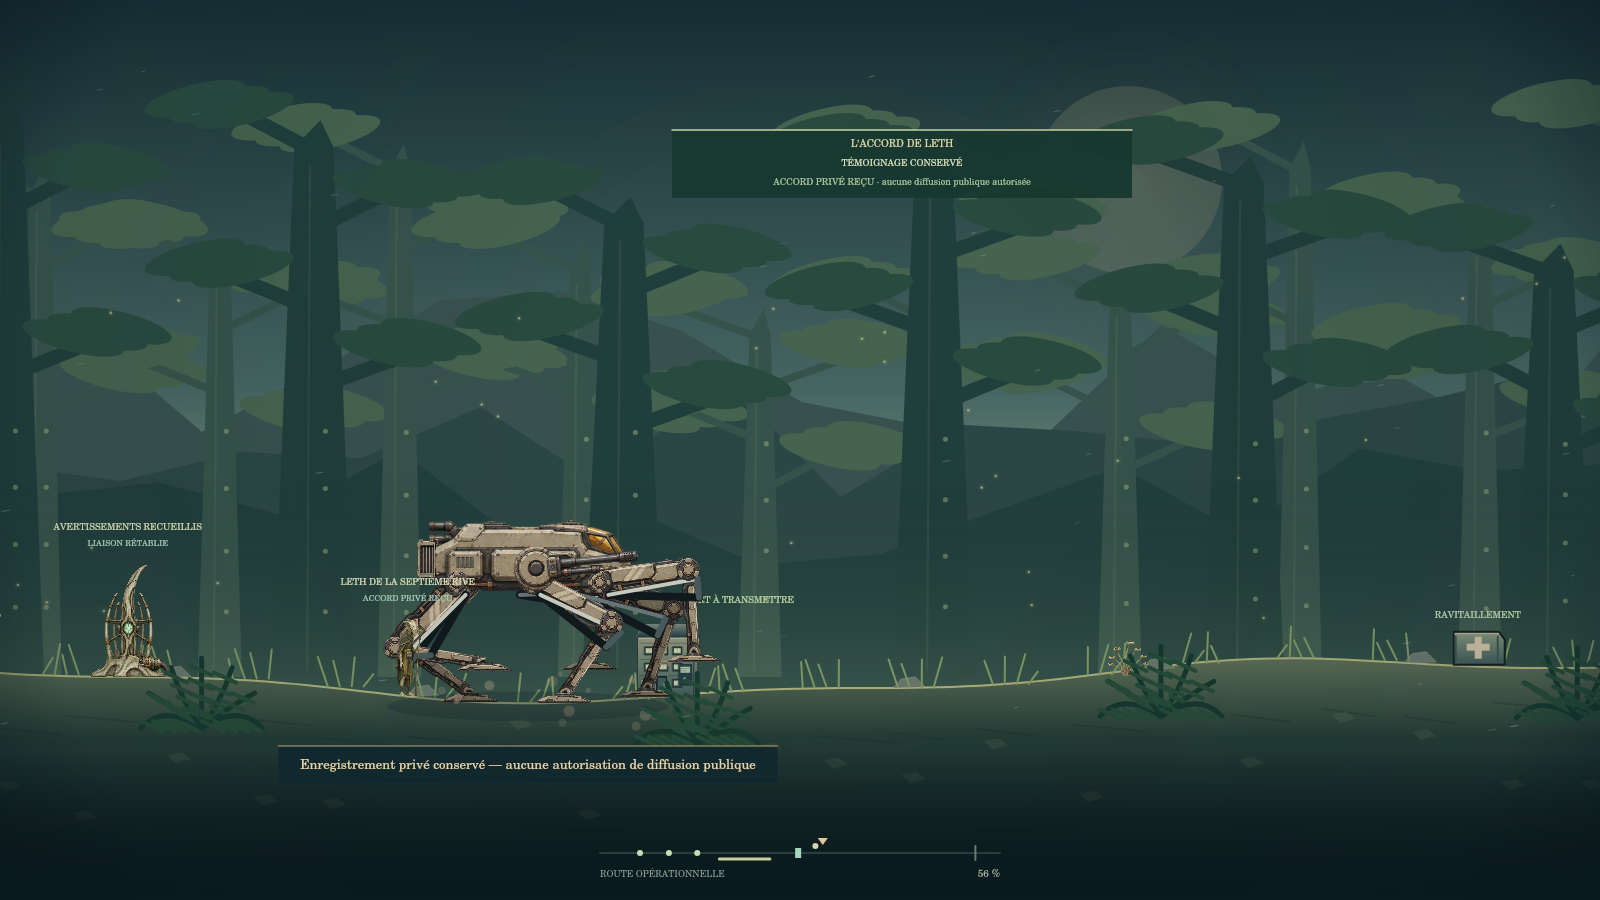 L'ACCORD DE LETH
TÉMOIGNAGE CONSERVÉ
ACCORD PRIVÉ REÇU · aucune diffusion publique autorisée
AVERTISSEMENTS RECUEILLIS
LIAISON RÉTABLIE
LETH DE LA SEPTIÈME RIVE
ACCORD PRIVÉ REÇU
À TRANSMETTRE
RAVITAILLEMENT
Enregistrement privé conservé — aucune autorisation de diffusion publique
ROUTE OPÉRATIONNELLE
56 %